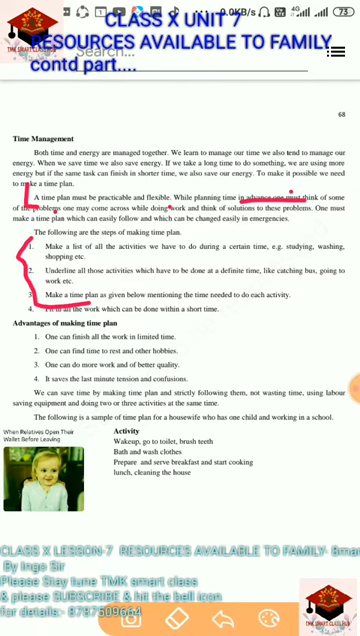 4G
73
CLASS X UNIT 7
RESOURCES AVAILABLE TO FAMILY
contd part....
Search...
TMK SMART CLASSES
68
Time Management
Both time and energy are managed together. We learn to manage our time we also tend to manage our
energy. When we save time we also save energy. If we take a long time to do something, we are using more
energy but if the same task can finish in shorter time, we also save our energy. To make it possible we need
to make a time plan.
A time plan must be practicable and flexible. While planning time in advance one must think of some
of the problems one may come across while doing work and think of solutions to these problems. One must
make a time plan which can easily follow and which can be changed easily in emergencies.
The following are the steps of making time plan.
1. Make a list of all the activities we have to do during a certain time, e.g. studying, washing,
shopping etc.
2. Underline all those activities which have to be done at a definite time, like catching bus, going to
work etc.
3. Make a time plan as given below mentioning the time needed to do each activity.
4. Fit in all the work which can be done within a short time.
Advantages of making time plan
1. One can finish all the work in limited time.
2. One can find time to rest and other hobbies.
3. One can do more work and of better quality.
4. It saves the last minute tension and confusions.
We can save time by making time plan and strictly following them, not wasting time, using labour
saving equipment and doing two or three activities at the same time.
The following is a sample of time plan for a housewife who has one child and working in a school.
When Relatives Open Their
Wallet Before Leaving
Activity
Wakeup, go to toilet, brush teeth
Bath and wash clothes
Prepare and serve breakfast and start cooking
lunch, cleaning the house
CLASS X LESSON-7 RESOURCES AVAILABLE TO FAMILY-
By Ingo Sir
Please Stay tune TMK smart class
& please SUBSCRIBE & hit the bell icon
for details:- 8787609664
TMK SMART CLASSES